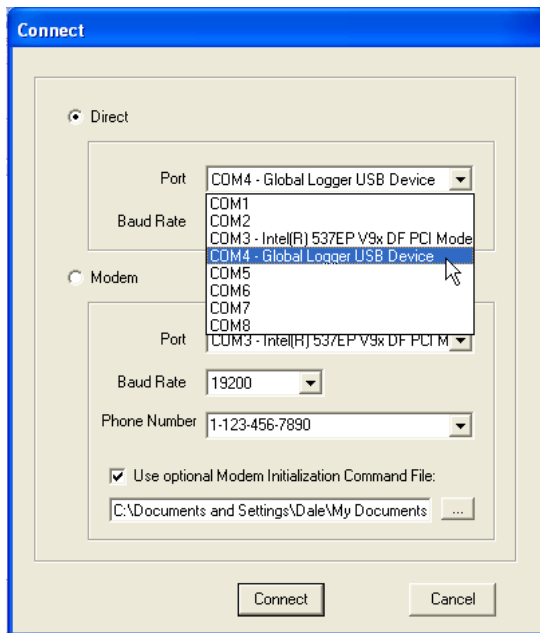 Connect
Direct
Port COM4 - Global Logger USB Device
COM1
COM2
Baud Rate
COM3 - Intel(R) 537EP V9x DF PCI Mode
COM4 - Global Logger USB Device
COM5
Modem
COM6
COM7
COM8
Port COM3 - Intel(R) 537EP V9x DF PCI M
Baud Rate 19200
Phone Number 1-123-456-7890
Use optional Modem Initialization Command File:
C:\Documents and Settings\Dale\My Documents ...
Connect Cancel